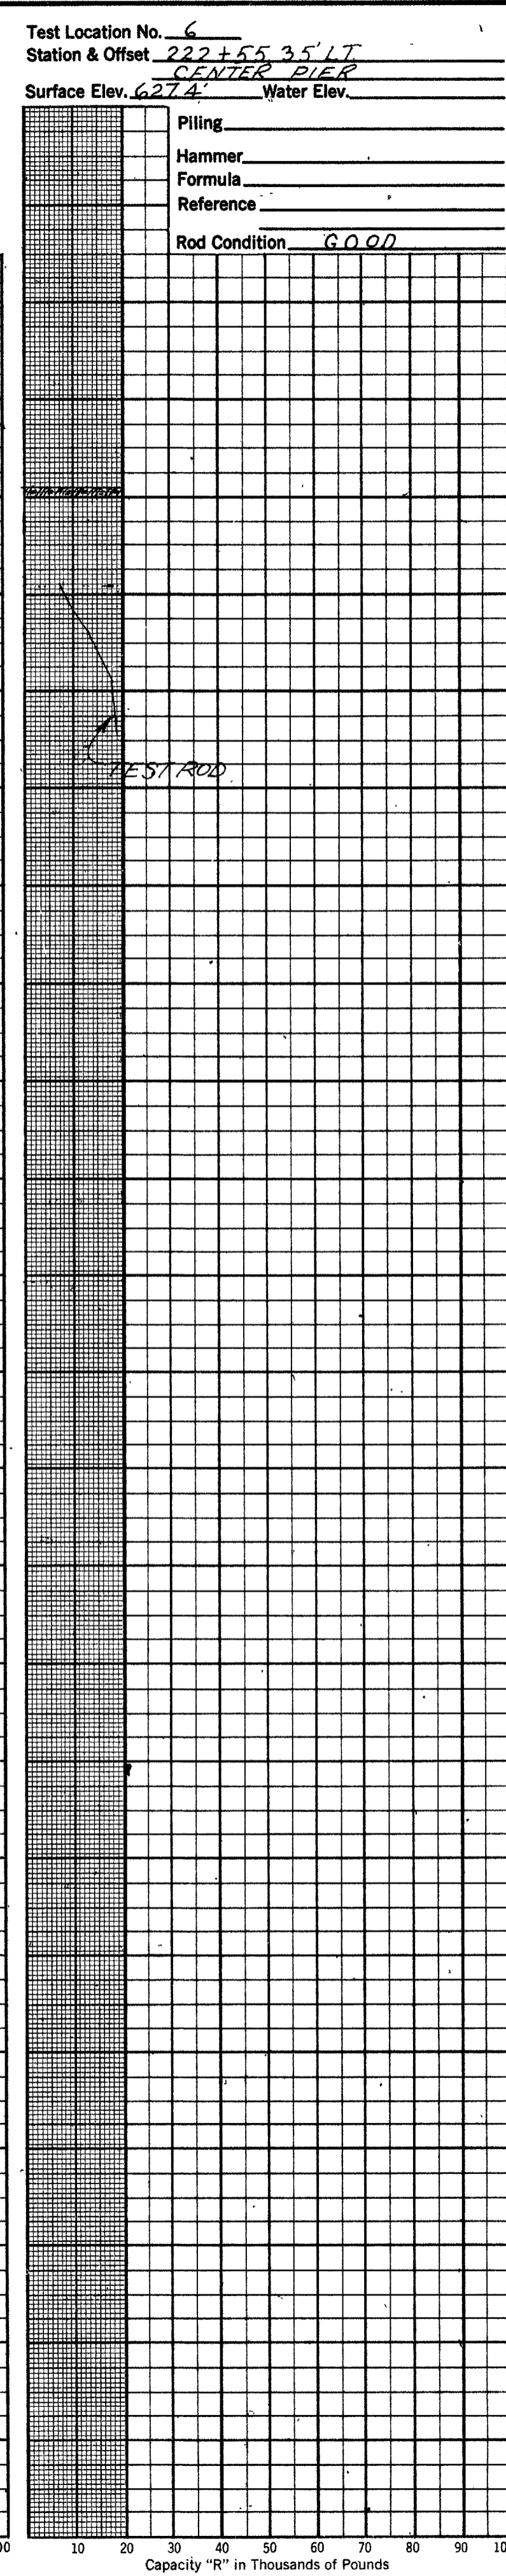 Test Location No. 6
Station & Offset 222+55 35' LT.
CENTER PIER
Surface Elev. 627.4' Water Elev.
Piling
Hammer
Formula
Reference
Rod Condition GOOD
TEST ROD
00 10 20 30 40 50 60 70 80 90 10
Capacity "R" in Thousands of Pounds